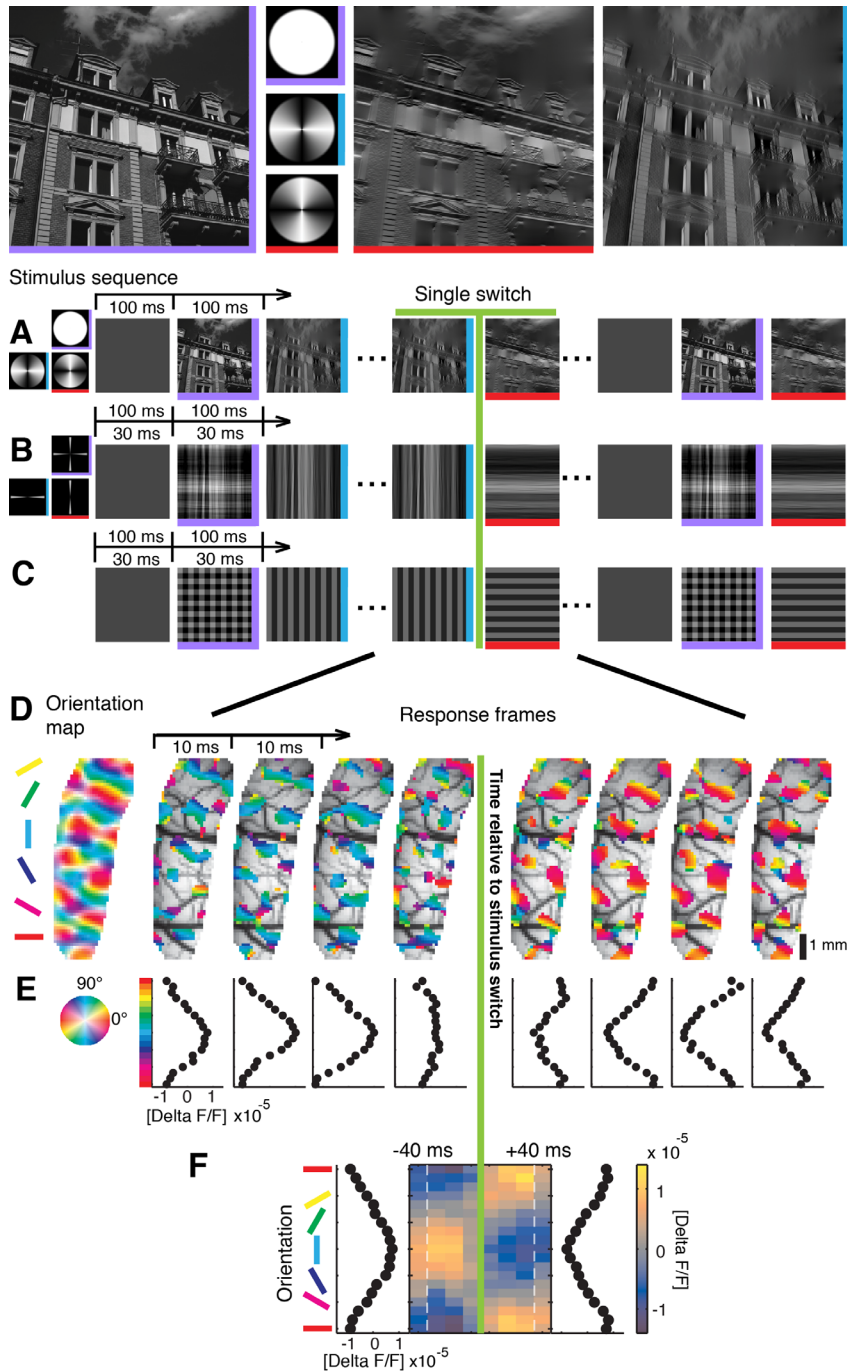 Stimulus sequence
Single switch
A
100 ms 100 ms
B
100 ms 100 ms
30 ms 30 ms
C
100 ms 100 ms
30 ms 30 ms
D
Orientation map
Response frames
10 ms 10 ms
Time relative to stimulus switch
1 mm
E
90°
0°
-1 0 1
[Delta F/F] x10-5
F
-40 ms
+40 ms
x 10-5
Orientation
1
0
-1
[Delta F/F]
-1 0 1
[Delta F/F] x10-5